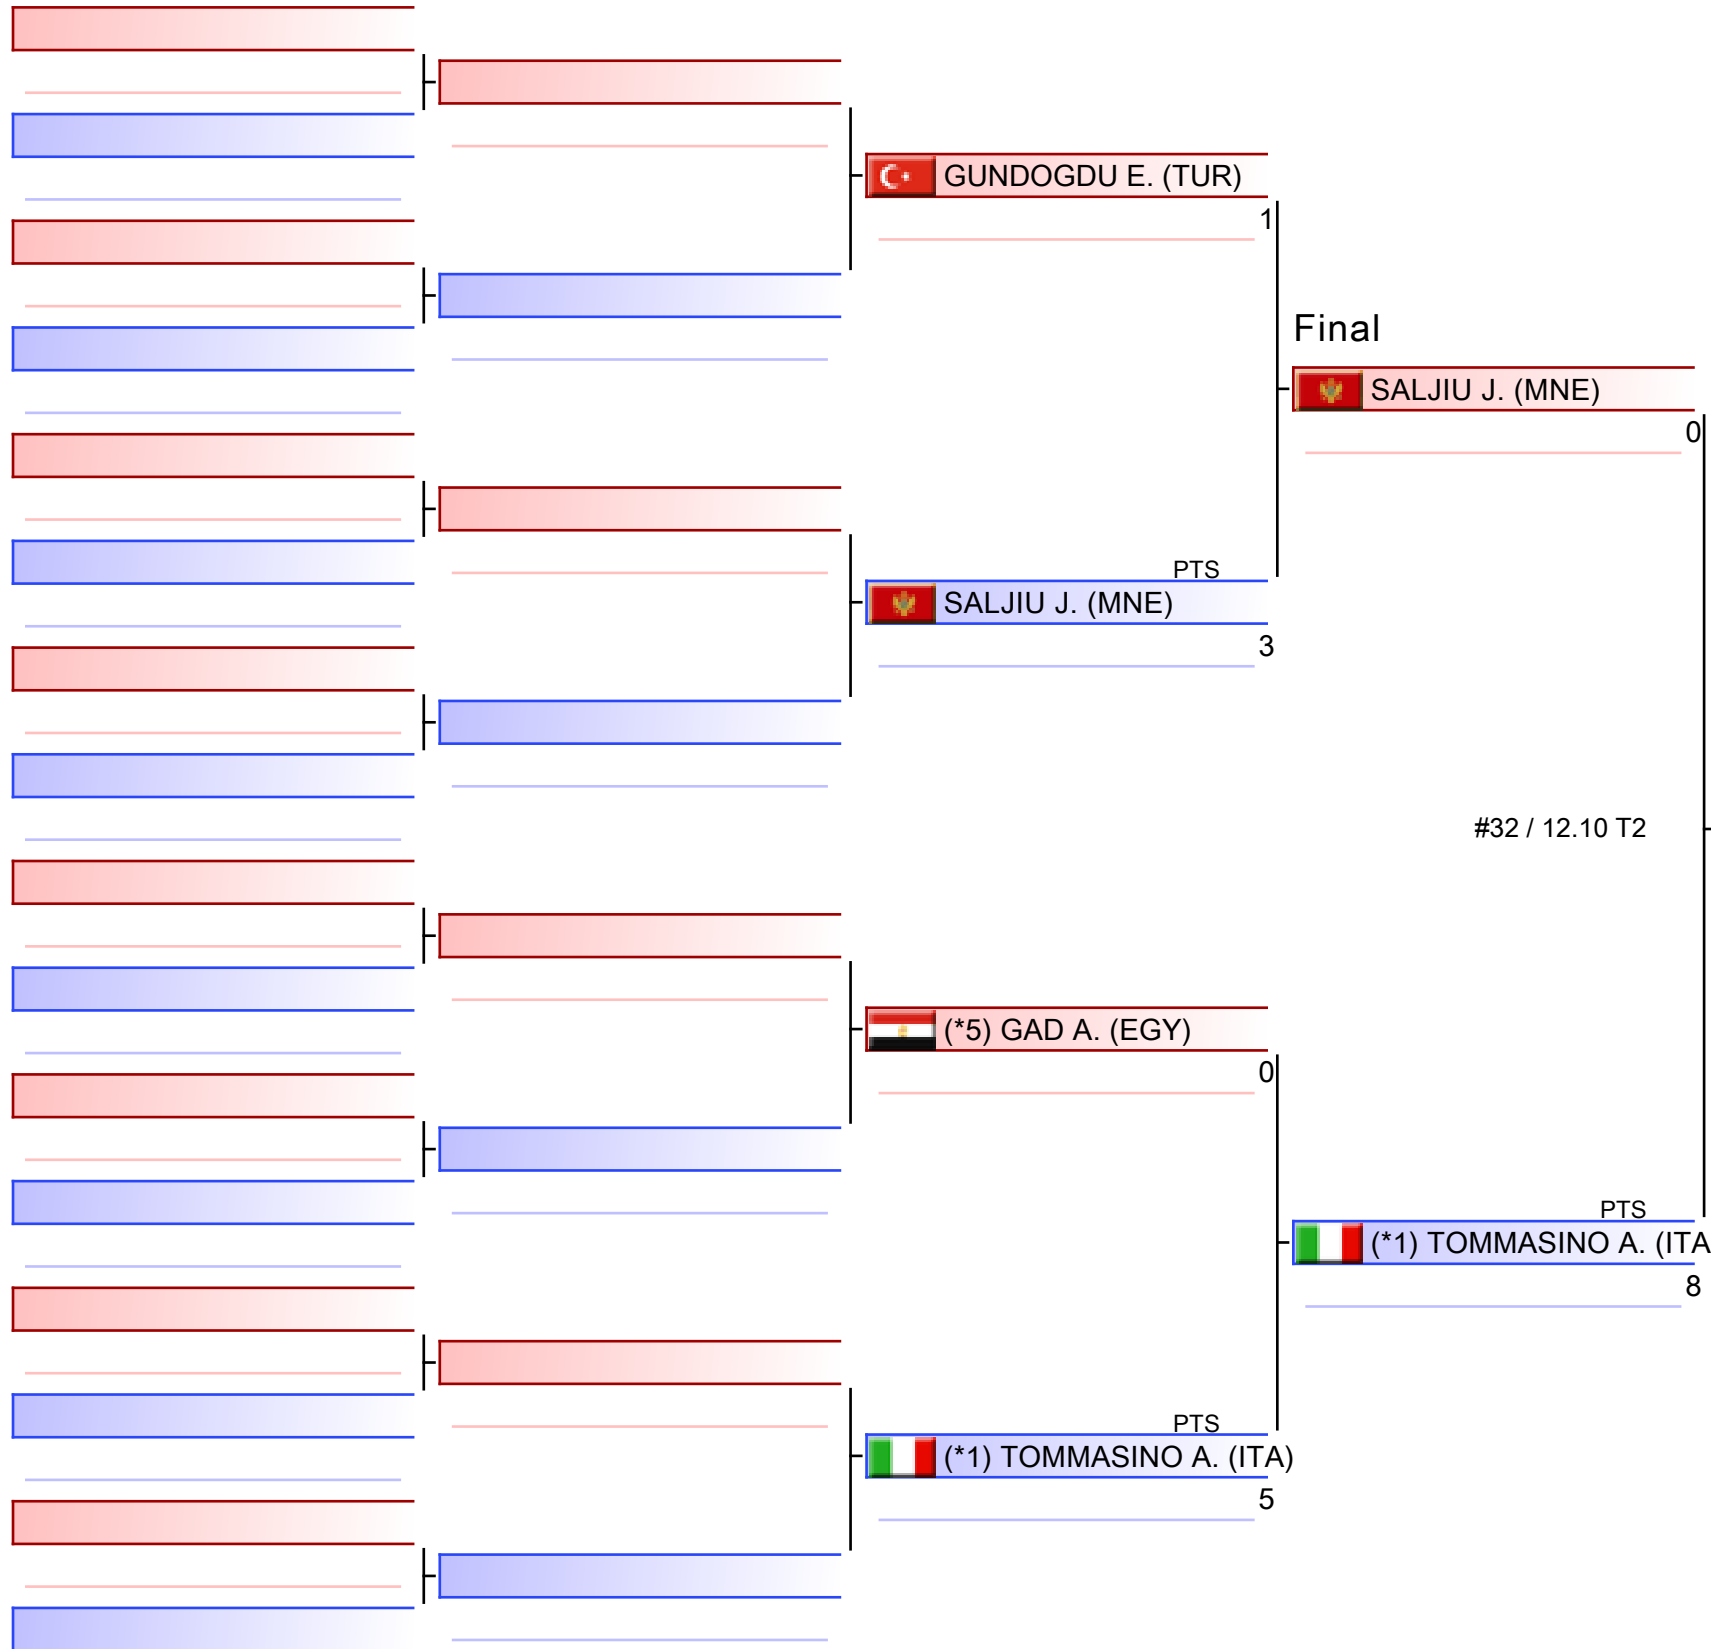 GUNDOGDU E. (TUR)
1
Final
SALJIU J. (MNE)
0
PTS
SALJIU J. (MNE)
3
#32 / 12.10 T2
(*5) GAD A. (EGY)
0
PTS
(*1) TOMMASINO A. (ITA
8
PTS
(*1) TOMMASINO A. (ITA)
5